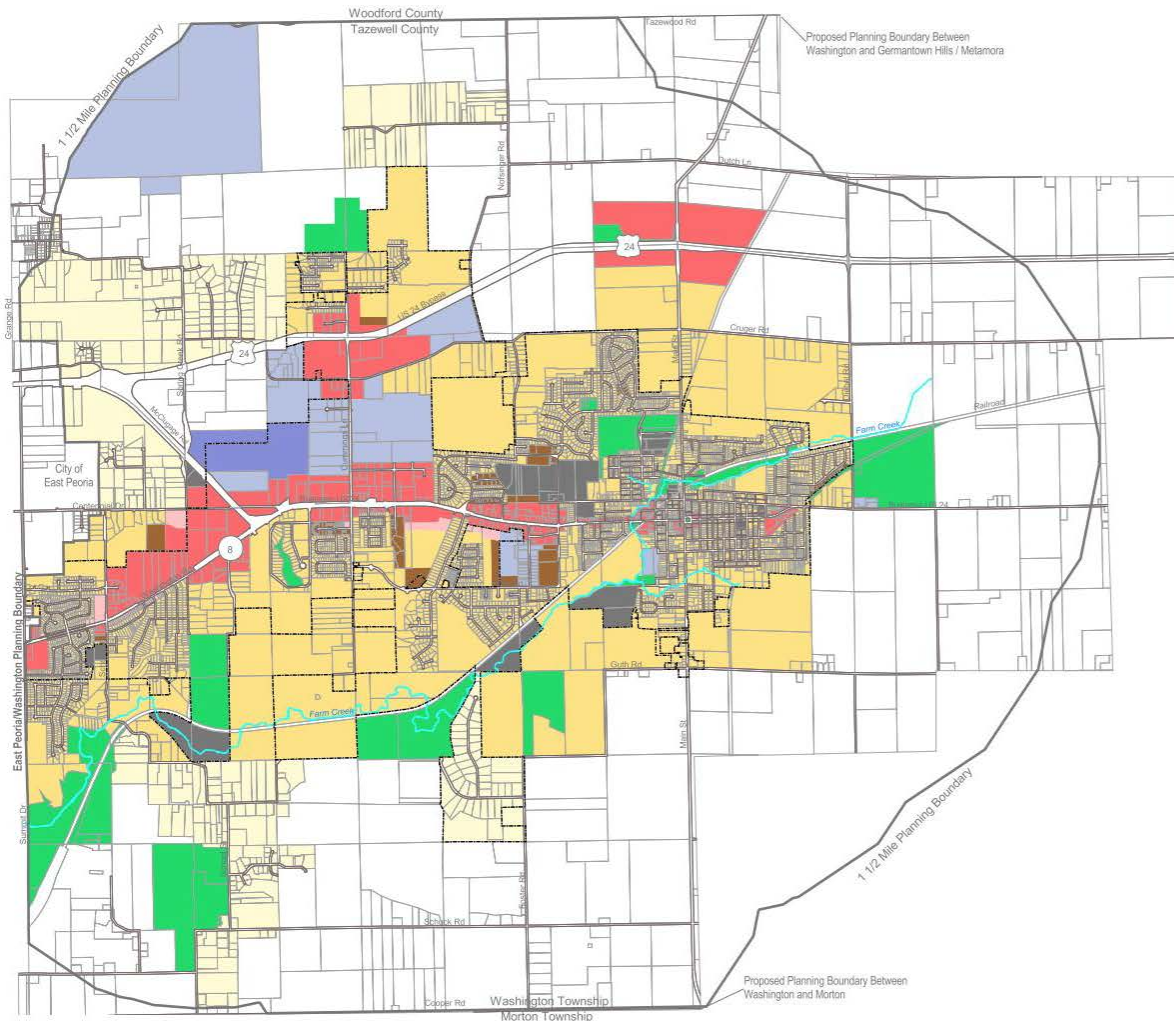 Woodford County
Tazewell County
Tazewood Rd
Proposed Planning Boundary Between
Washington and Germantown Hills / Metamora
1 1/2 Mile Planning Boundary
Nofsinger Rd
Dutch Ln
24
US 24 Bypass
Grange Rd
24
Cruger Rd
McClugage
Railroad
Farm Creek
City of
East Peoria
Centennial Dr
8
East Peoria/Washington Planning Boundary
Guth Rd
D
Farm Creek
Main St
Summit Dr
1 1/2 Mile Planning Boundary
Foster Rd
Schuck Rd
Proposed Planning Boundary Between
Washington and Morton
Cooper Rd
Washington Township
Morton Township